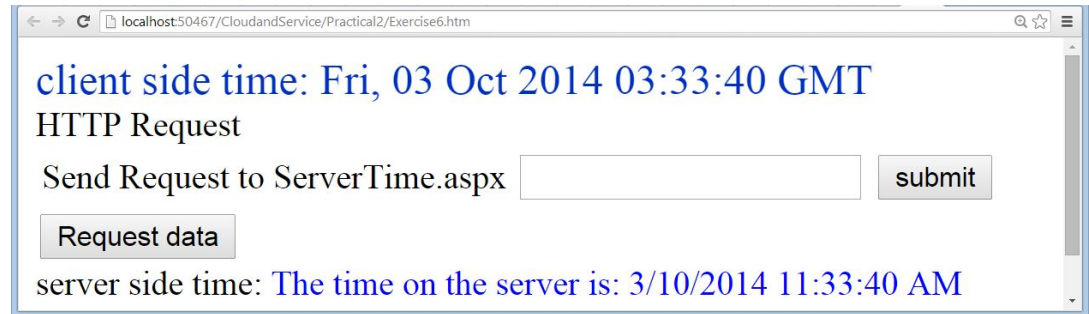 localhost:50467/CloudandService/Practical2/Exercise6.htm
client side time: Fri, 03 Oct 2014 03:33:40 GMT
HTTP Request
Send Request to ServerTime.aspx submit
Request data
server side time: The time on the server is: 3/10/2014 11:33:40 AM